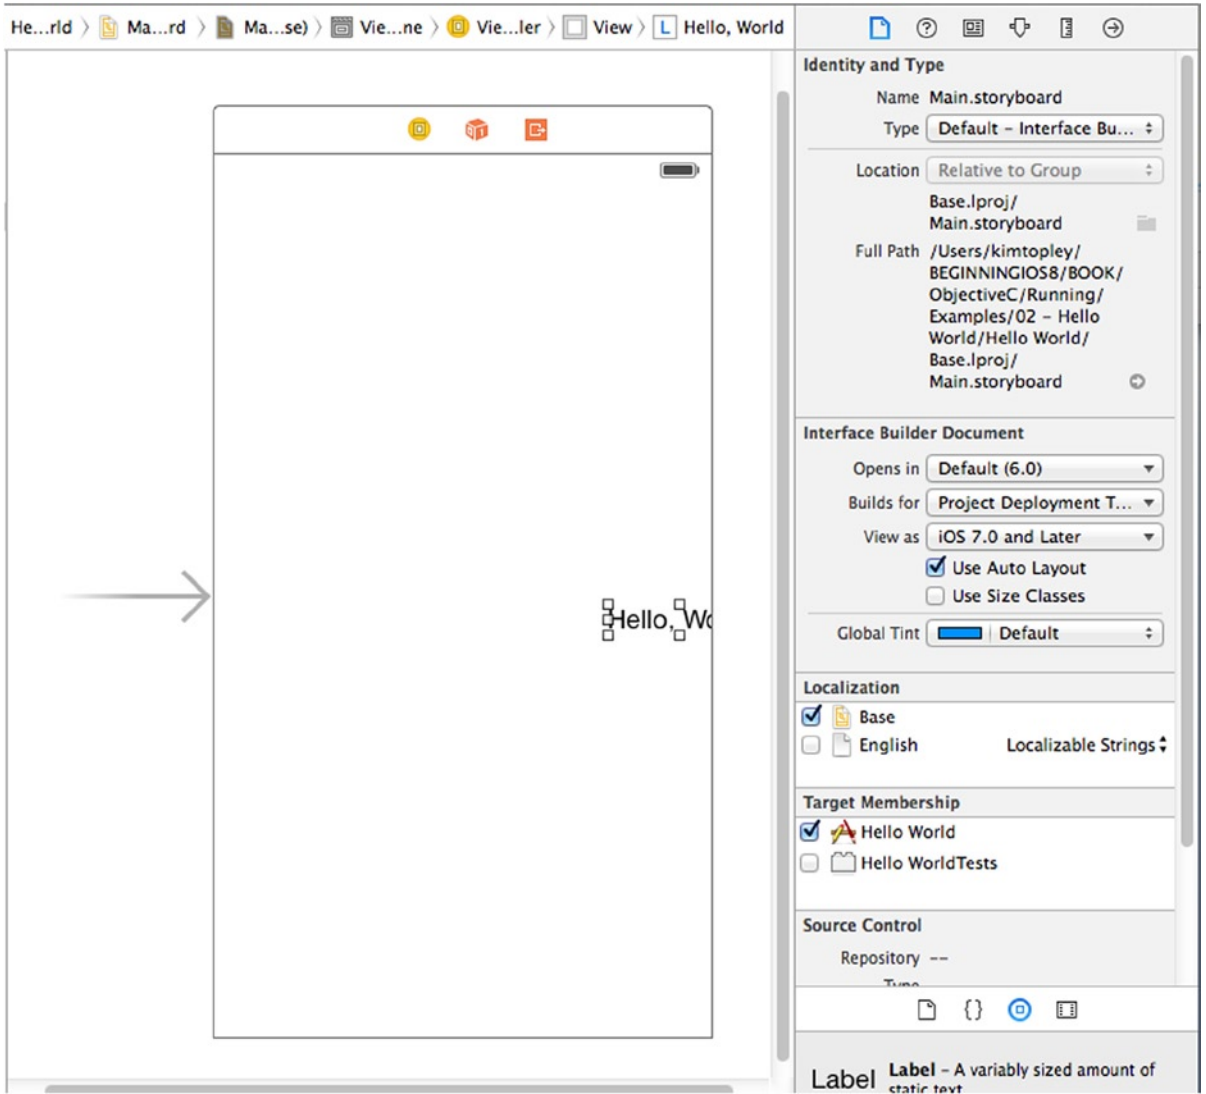 He...rld Ma...rd Ma...se) Vie...ne Vie...ler View L Hello, World
Identity and Type
Name Main.storyboard
Type Default - Interface Bu...
Location Relative to Group
Base.lproj/
Main.storyboard
Full Path /Users/kimtopley/
BEGINNINGIOS8/BOOK/
ObjectiveC/Running/
Examples/02 - Hello
World/Hello World/
Base.lproj/
Main.storyboard
Interface Builder Document
Opens in Default (6.0)
Builds for Project Deployment T...
View as iOS 7.0 and Later
Use Auto Layout
Use Size Classes
Global Tint Default
Hello, Wo
Localization
Base
English Localizable Strings
Target Membership
Hello World
Hello WorldTests
Source Control
Repository --
Type
{}
Label Label - A variably sized amount of
static text